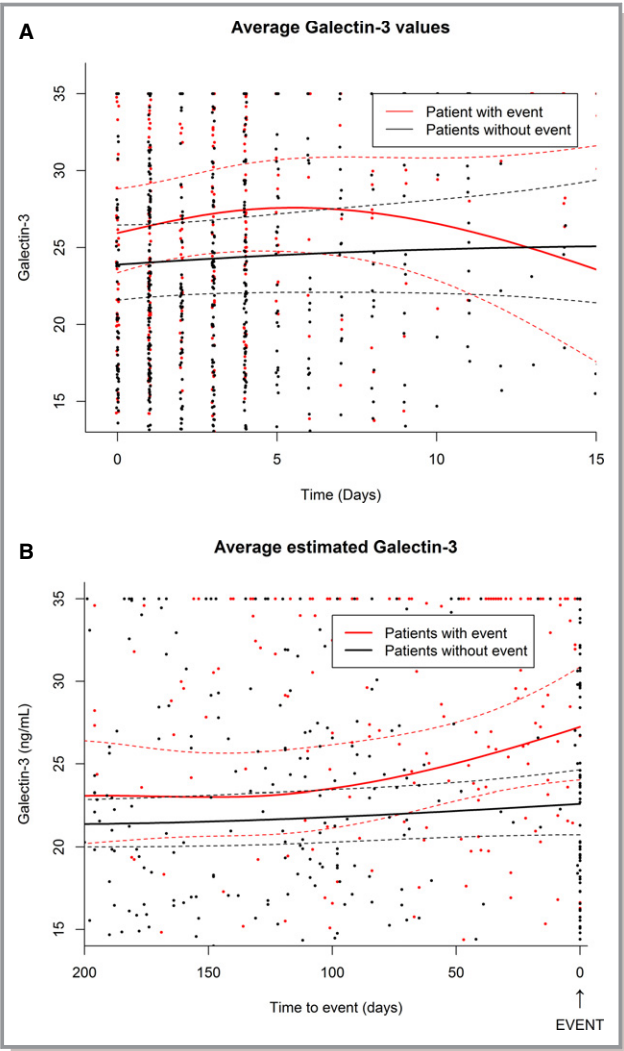 A
Average Galectin-3 values
Galectin-3
35
30
25
20
15
Patient with event
Patients without event
0 5 10 15
Time (Days)
B
Average estimated Galectin-3
Galectin-3 (ng/mL)
35
30
25
20
15
Patients with event
Patients without event
200 150 100 50 0
Time to event (days)
↑
EVENT